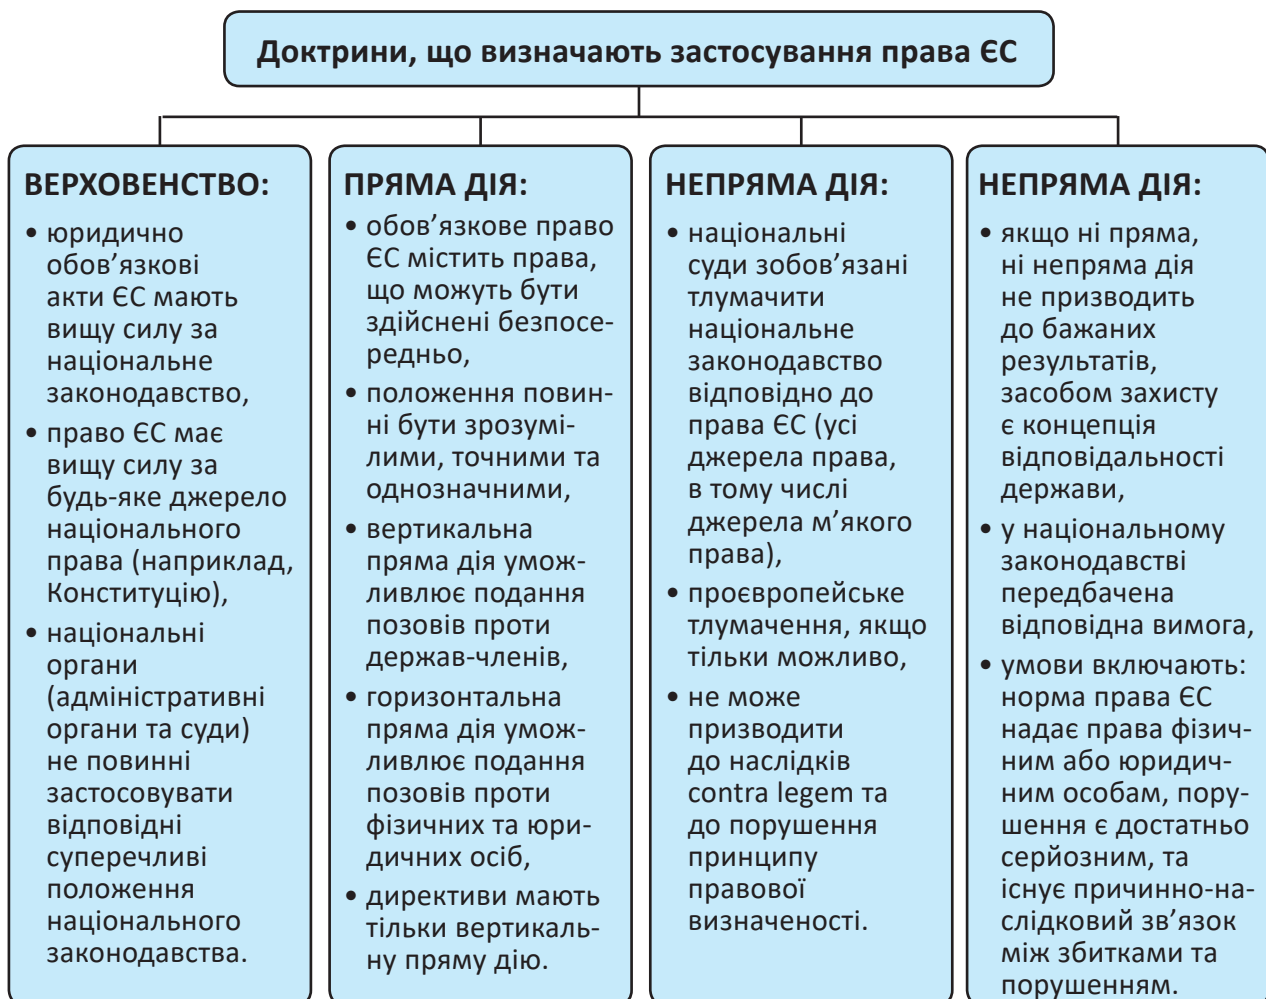 Доктрини, що визначають застосування права ЄС
ВЕРХОВЕНСТВО:
• юридично
обов’язкові
акти ЄС мають
вищу силу за
національне
законодавство,
• право ЄС має
вищу силу за
будь-яке джерело
національного
права (наприклад,
Конституцію),
• національні
органи
(адміністративні
органи та суди)
не повинні
застосовувати
відповідні
суперечливі
положення
національного
законодавства.
ПРЯМА ДІЯ:
• обов’язкове право
ЄС містить права,
що можуть бути
здійснені безпосе-
редньо,
• положення повин-
ні бути зрозумі-
лими, точними та
однозначними,
• вертикальна
пряма дія умож-
ливлює подання
позовів проти
держав-членів,
• горизонтальна
пряма дія умож-
ливлює подання
позовів проти
фізичних та юри-
дичних осіб,
• директиви мають
тільки вертикаль-
ну пряму дію.
НЕПРЯМА ДІЯ:
• національні
суди зобов’язані
тлумачити
національне
законодавство
відповідно до
права ЄС (усі
джерела права,
в тому числі
джерела м’якого
права),
• проєвропейське
тлумачення, якщо
тільки можливо,
• не може
призводити
до наслідків
contra legem та
до порушення
принципу
правової
визначеності.
НЕПРЯМА ДІЯ:
• якщо ні пряма,
ні непряма дія
не призводить
до бажаних
результатів,
засобом захисту
є концепція
відповідальності
держави,
• у національному
законодавстві
передбачена
відповідна вимога,
• умови включають:
норма права ЄС
надає права фізич-
ним або юридич-
ним особам, пору-
шення є достатньо
серйозним, та
існує причинно-на-
слідковий зв’язок
між збитками та
порушенням.